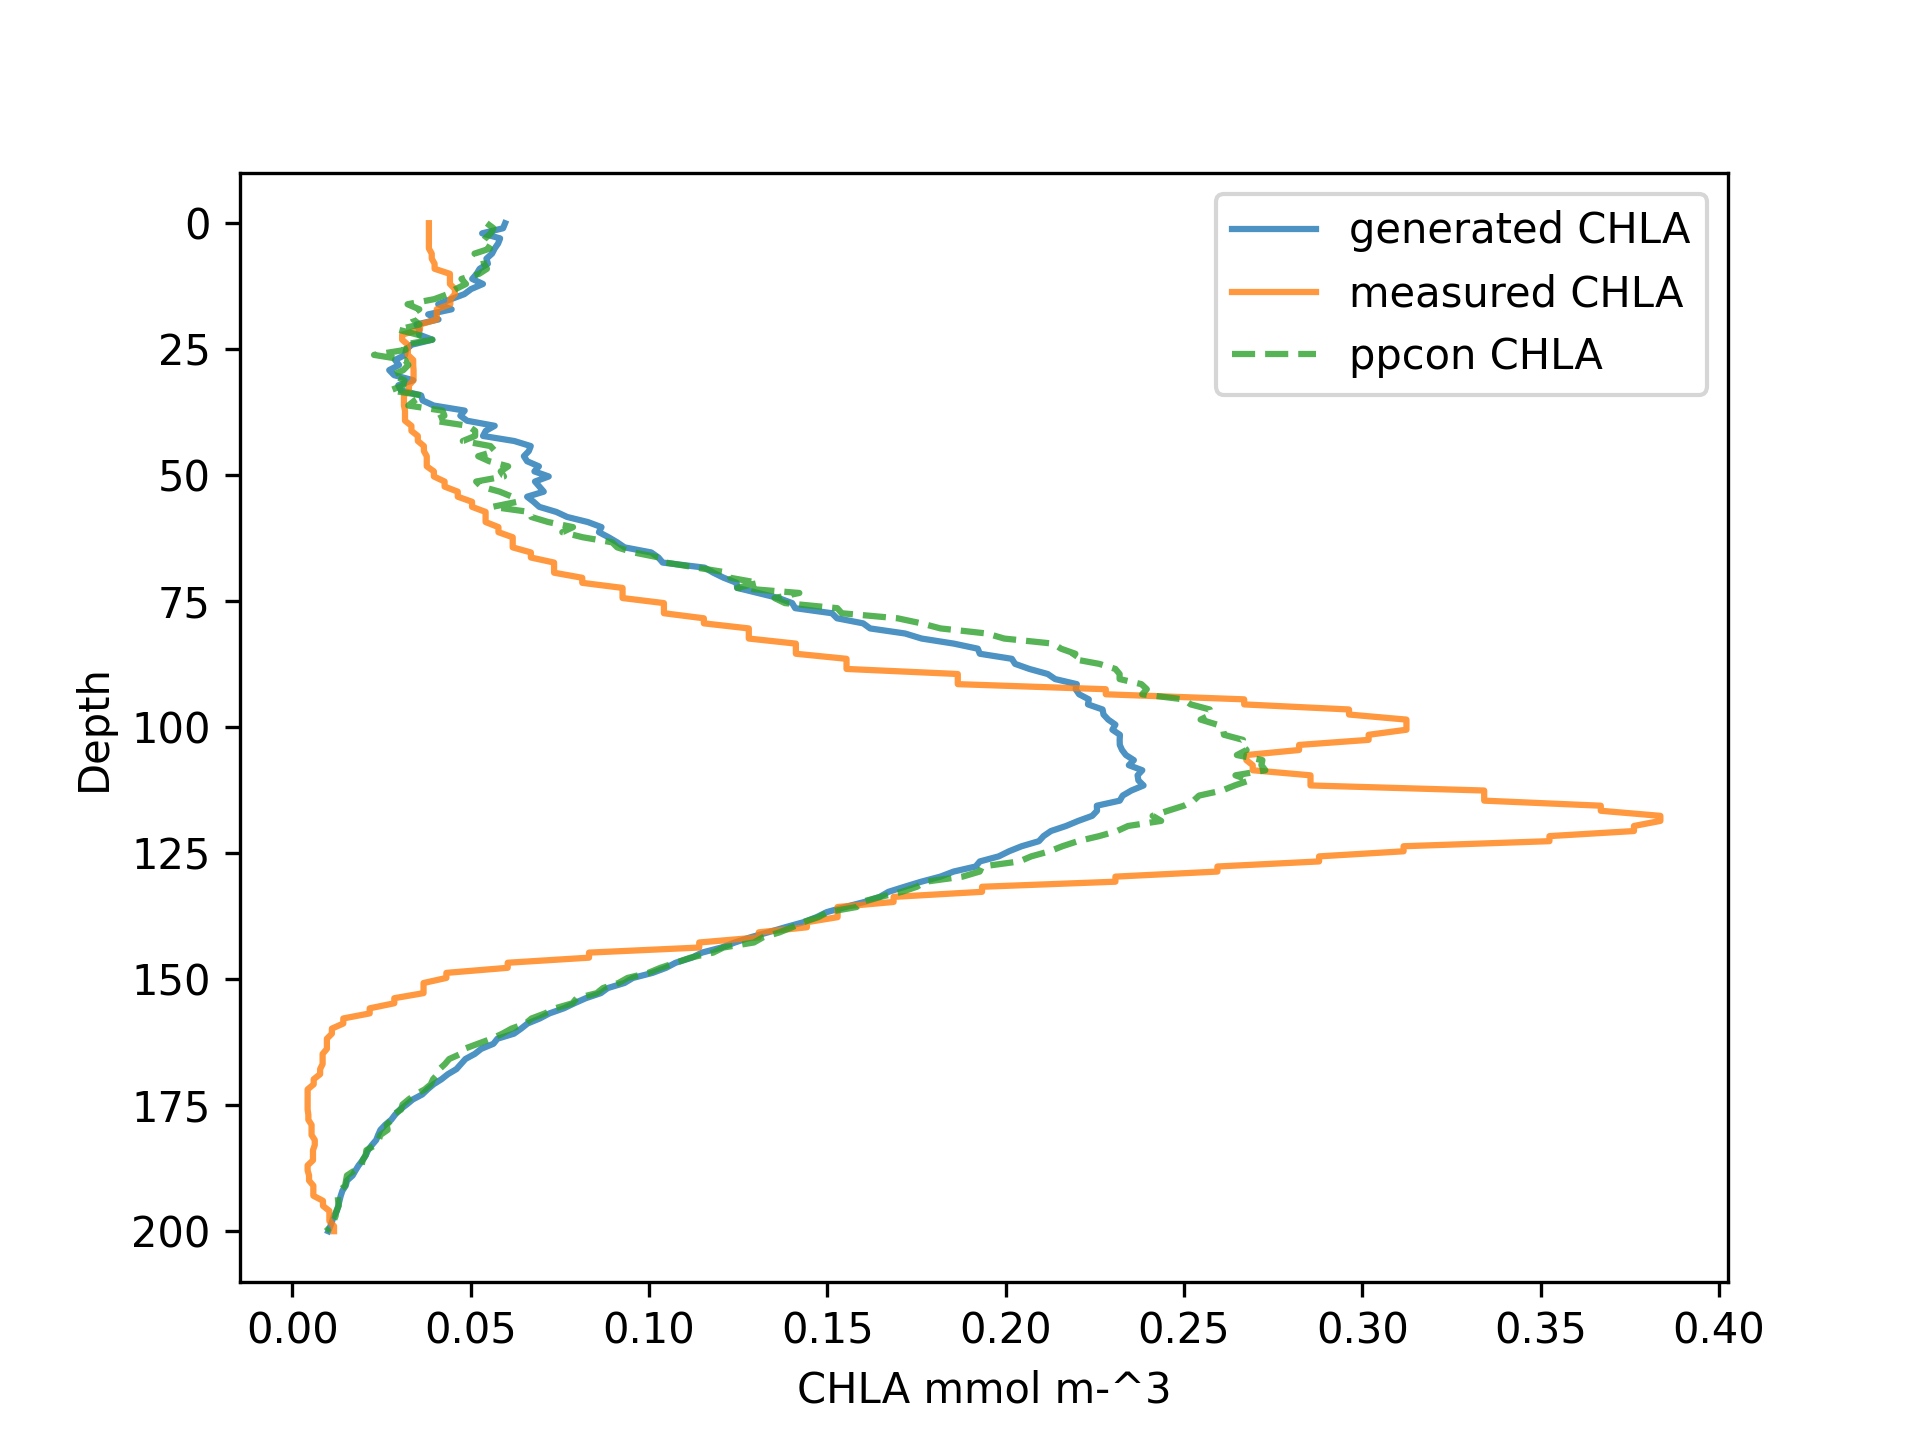 generated CHLA
measured CHLA
ppcon CHLA
0
25
50
75
100
125
150
175
200
Depth
0.00 0.05 0.10 0.15 0.20 0.25 0.30 0.35 0.40
CHLA mmol m-^3